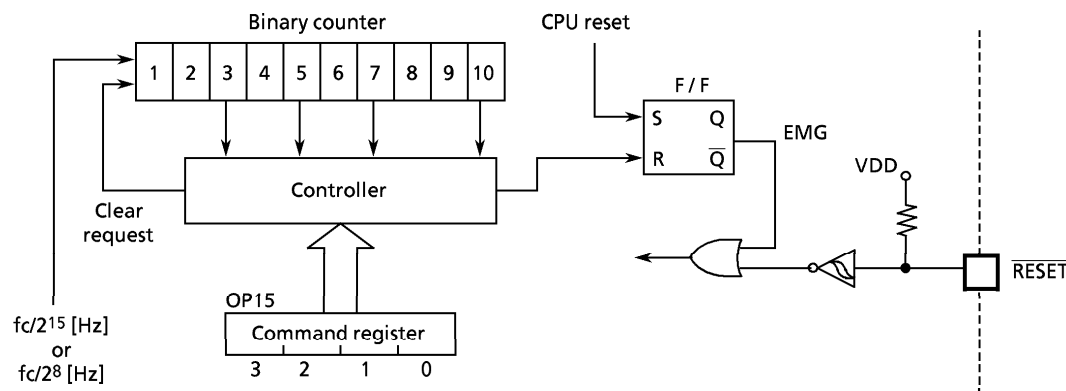 Binary counter
CPU reset
1 2 3 4 5 6 7 8 9 10
F / F
S Q
EMG
R Q̅
VDD
Controller
Clear
request
R̅E̅S̅E̅T̅
OP15
Command register
3 2 1 0
fc/2¹⁵ [Hz]
or
fc/2⁸ [Hz]